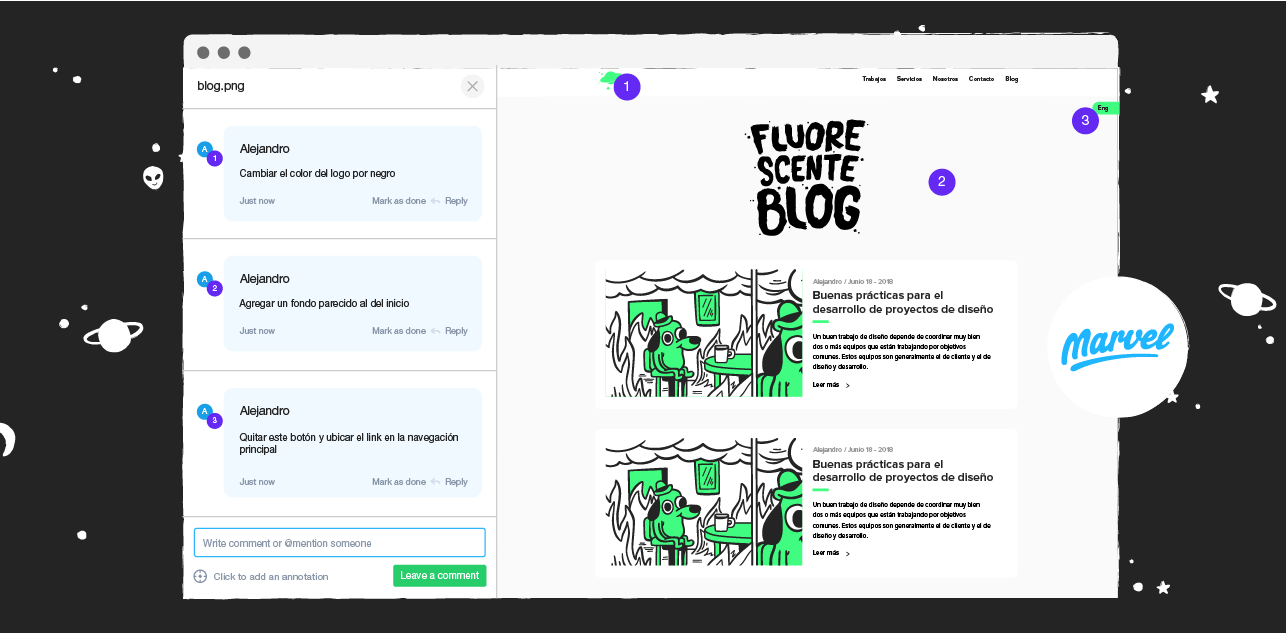 blog.png
A
1
Alejandro
Cambiar el color del logo por negro
Just now
Mark as done
Reply
A
2
Alejandro
Agregar un fondo parecido al del inicio
Just now
Mark as done
Reply
A
3
Alejandro
Quitar este botón y ubicar el link en la navegación
principal
Just now
Mark as done
Reply
Write comment or @mention someone
Click to add an annotation
Leave a comment
1
Trabajos
Servicios
Nosotros
Contacto
Blog
Eng
3
FLUORE
SCENTE
BLOG
2
Alejandro / Junio 18 - 2018
Buenas prácticas para el
desarrollo de proyectos de diseño
Un buen trabajo de diseño depende de coordinar muy bien
dos o más equipos que están trabajando por objetivos
comunes. Estos equipos son generalmente el de cliente y el de
diseño y desarrollo.
Leer más >
Alejandro / Junio 18 - 2018
Buenas prácticas para el
desarrollo de proyectos de diseño
Un buen trabajo de diseño depende de coordinar muy bien
dos o más equipos que están trabajando por objetivos
comunes. Estos equipos son generalmente el de cliente y el de
diseño y desarrollo.
Leer más >
Marvel